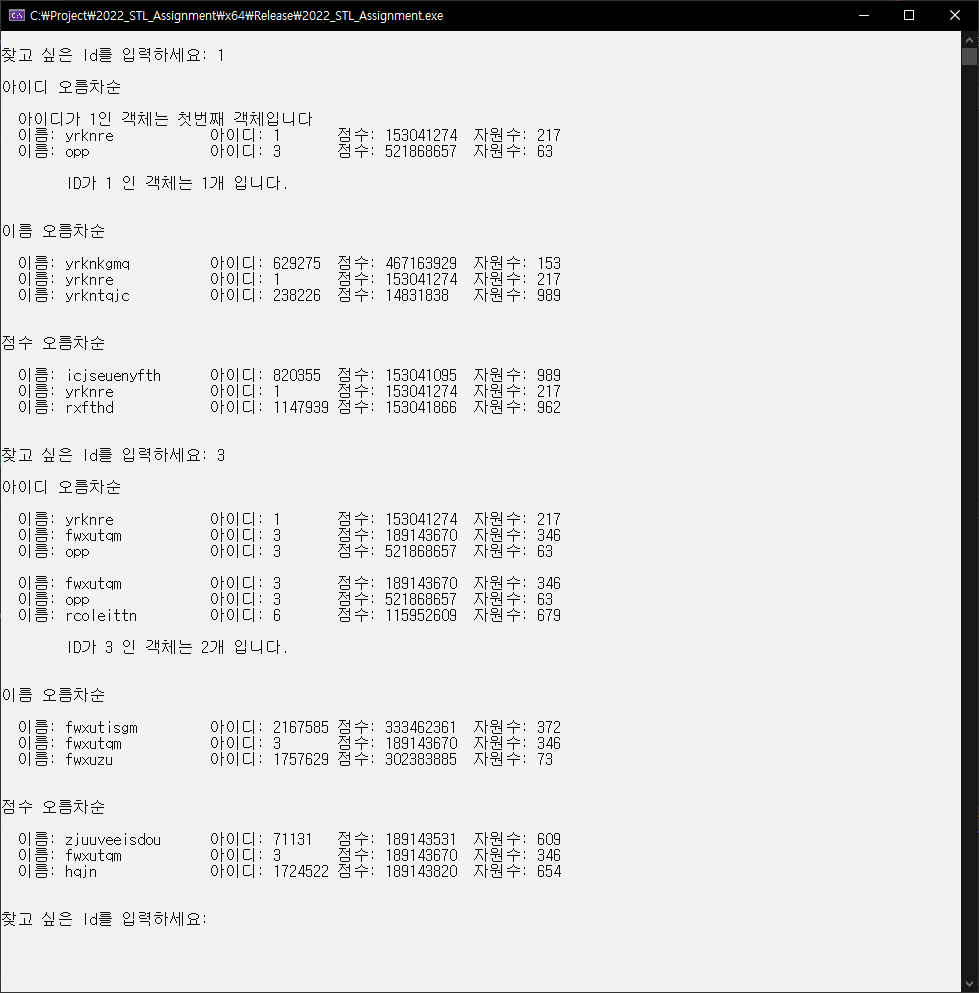 C:\Project\2022_STL_Assignment\x64\Release\2022_STL_Assignment.exe
찾고 싶은 Id를 입력하세요: 1
아이디 오름차순
아이디가 1인 객체는 첫번째 객체입니다
이름: yrknre 아이디: 1 점수: 153041274 자원수: 217
이름: opp 아이디: 3 점수: 521868657 자원수: 63
ID가 1 인 객체는 1개 입니다.
이름 오름차순
이름: yrknkgmq 아이디: 629275 점수: 467163929 자원수: 153
이름: yrknre 아이디: 1 점수: 153041274 자원수: 217
이름: yrkntqjc 아이디: 238226 점수: 14831838 자원수: 989
점수 오름차순
이름: icjseuenyfth 아이디: 820355 점수: 153041095 자원수: 989
이름: yrknre 아이디: 1 점수: 153041274 자원수: 217
이름: rxfthd 아이디: 1147939 점수: 153041866 자원수: 962
찾고 싶은 Id를 입력하세요: 3
아이디 오름차순
이름: yrknre 아이디: 1 점수: 153041274 자원수: 217
이름: fwxutqm 아이디: 3 점수: 189143670 자원수: 346
이름: opp 아이디: 3 점수: 521868657 자원수: 63
이름: fwxutqm 아이디: 3 점수: 189143670 자원수: 346
이름: opp 아이디: 3 점수: 521868657 자원수: 63
이름: rcoleittn 아이디: 6 점수: 115952609 자원수: 679
ID가 3 인 객체는 2개 입니다.
이름 오름차순
이름: fwxutisgm 아이디: 2167585 점수: 333462361 자원수: 372
이름: fwxutqm 아이디: 3 점수: 189143670 자원수: 346
이름: fwxuzu 아이디: 1757629 점수: 302383885 자원수: 73
점수 오름차순
이름: zjuuveeisdou 아이디: 71131 점수: 189143531 자원수: 609
이름: fwxutqm 아이디: 3 점수: 189143670 자원수: 346
이름: hqjn 아이디: 1724522 점수: 189143820 자원수: 654
찾고 싶은 Id를 입력하세요: